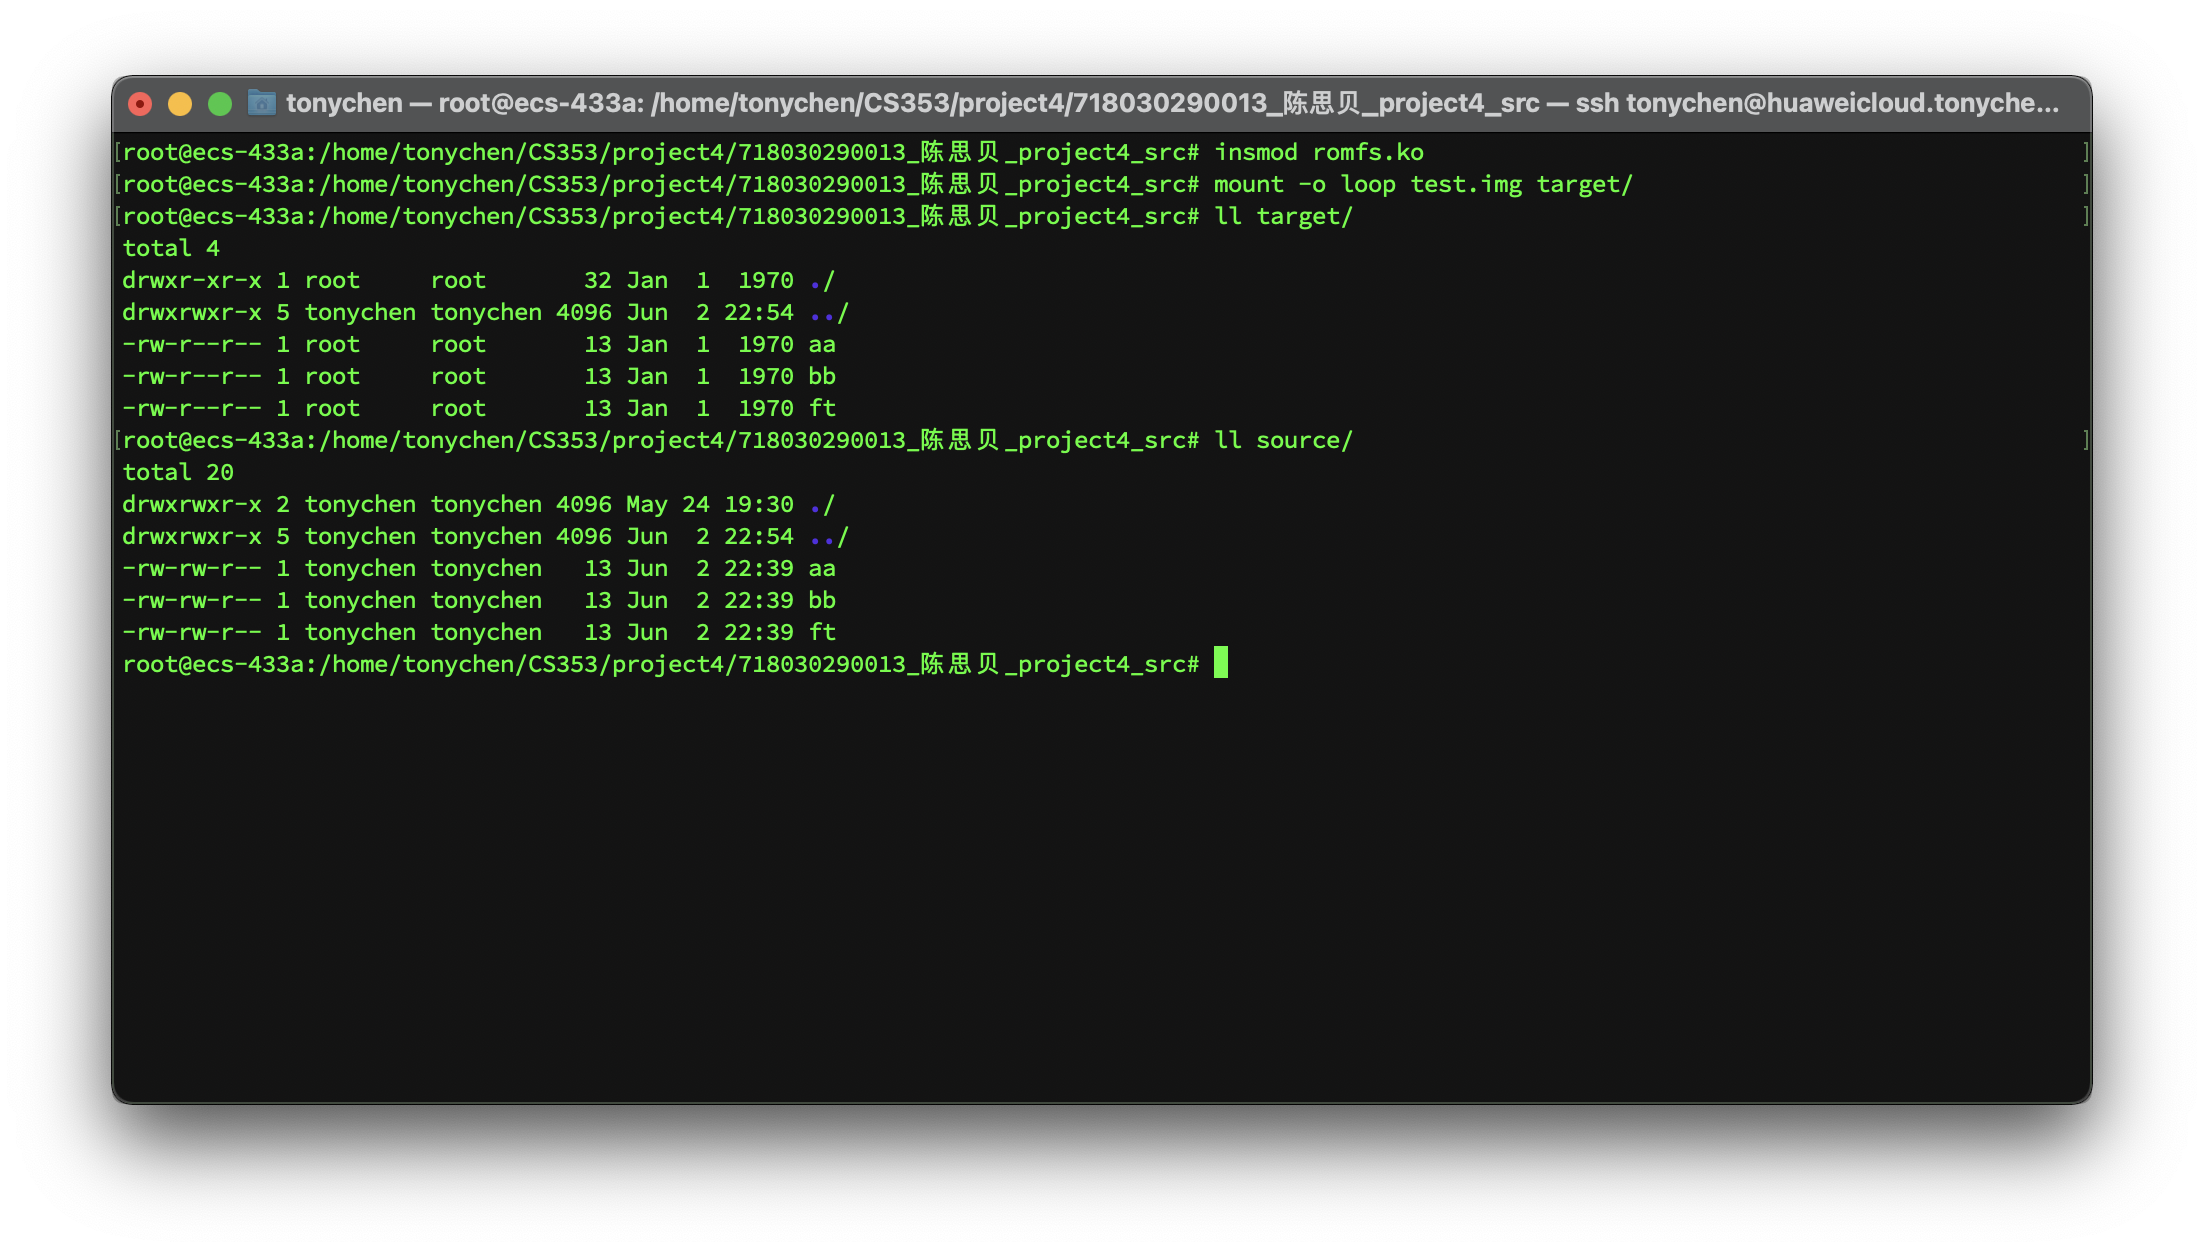 tonychen — root@ecs-433a: /home/tonychen/CS353/project4/718030290013_陈思贝_project4_src — ssh tonychen@huaweicloud.tonyche...
[root@ecs-433a:/home/tonychen/CS353/project4/718030290013_陈思贝_project4_src# insmod romfs.ko ]
[root@ecs-433a:/home/tonychen/CS353/project4/718030290013_陈思贝_project4_src# mount -o loop test.img target/ ]
[root@ecs-433a:/home/tonychen/CS353/project4/718030290013_陈思贝_project4_src# ll target/ ]
total 4
drwxr-xr-x 1 root     root       32 Jan  1  1970 ./
drwxrwxr-x 5 tonychen tonychen 4096 Jun  2 22:54 ../
-rw-r--r-- 1 root     root       13 Jan  1  1970 aa
-rw-r--r-- 1 root     root       13 Jan  1  1970 bb
-rw-r--r-- 1 root     root       13 Jan  1  1970 ft
[root@ecs-433a:/home/tonychen/CS353/project4/718030290013_陈思贝_project4_src# ll source/ ]
total 20
drwxrwxr-x 2 tonychen tonychen 4096 May 24 19:30 ./
drwxrwxr-x 5 tonychen tonychen 4096 Jun  2 22:54 ../
-rw-rw-r-- 1 tonychen tonychen   13 Jun  2 22:39 aa
-rw-rw-r-- 1 tonychen tonychen   13 Jun  2 22:39 bb
-rw-rw-r-- 1 tonychen tonychen   13 Jun  2 22:39 ft
root@ecs-433a:/home/tonychen/CS353/project4/718030290013_陈思贝_project4_src#